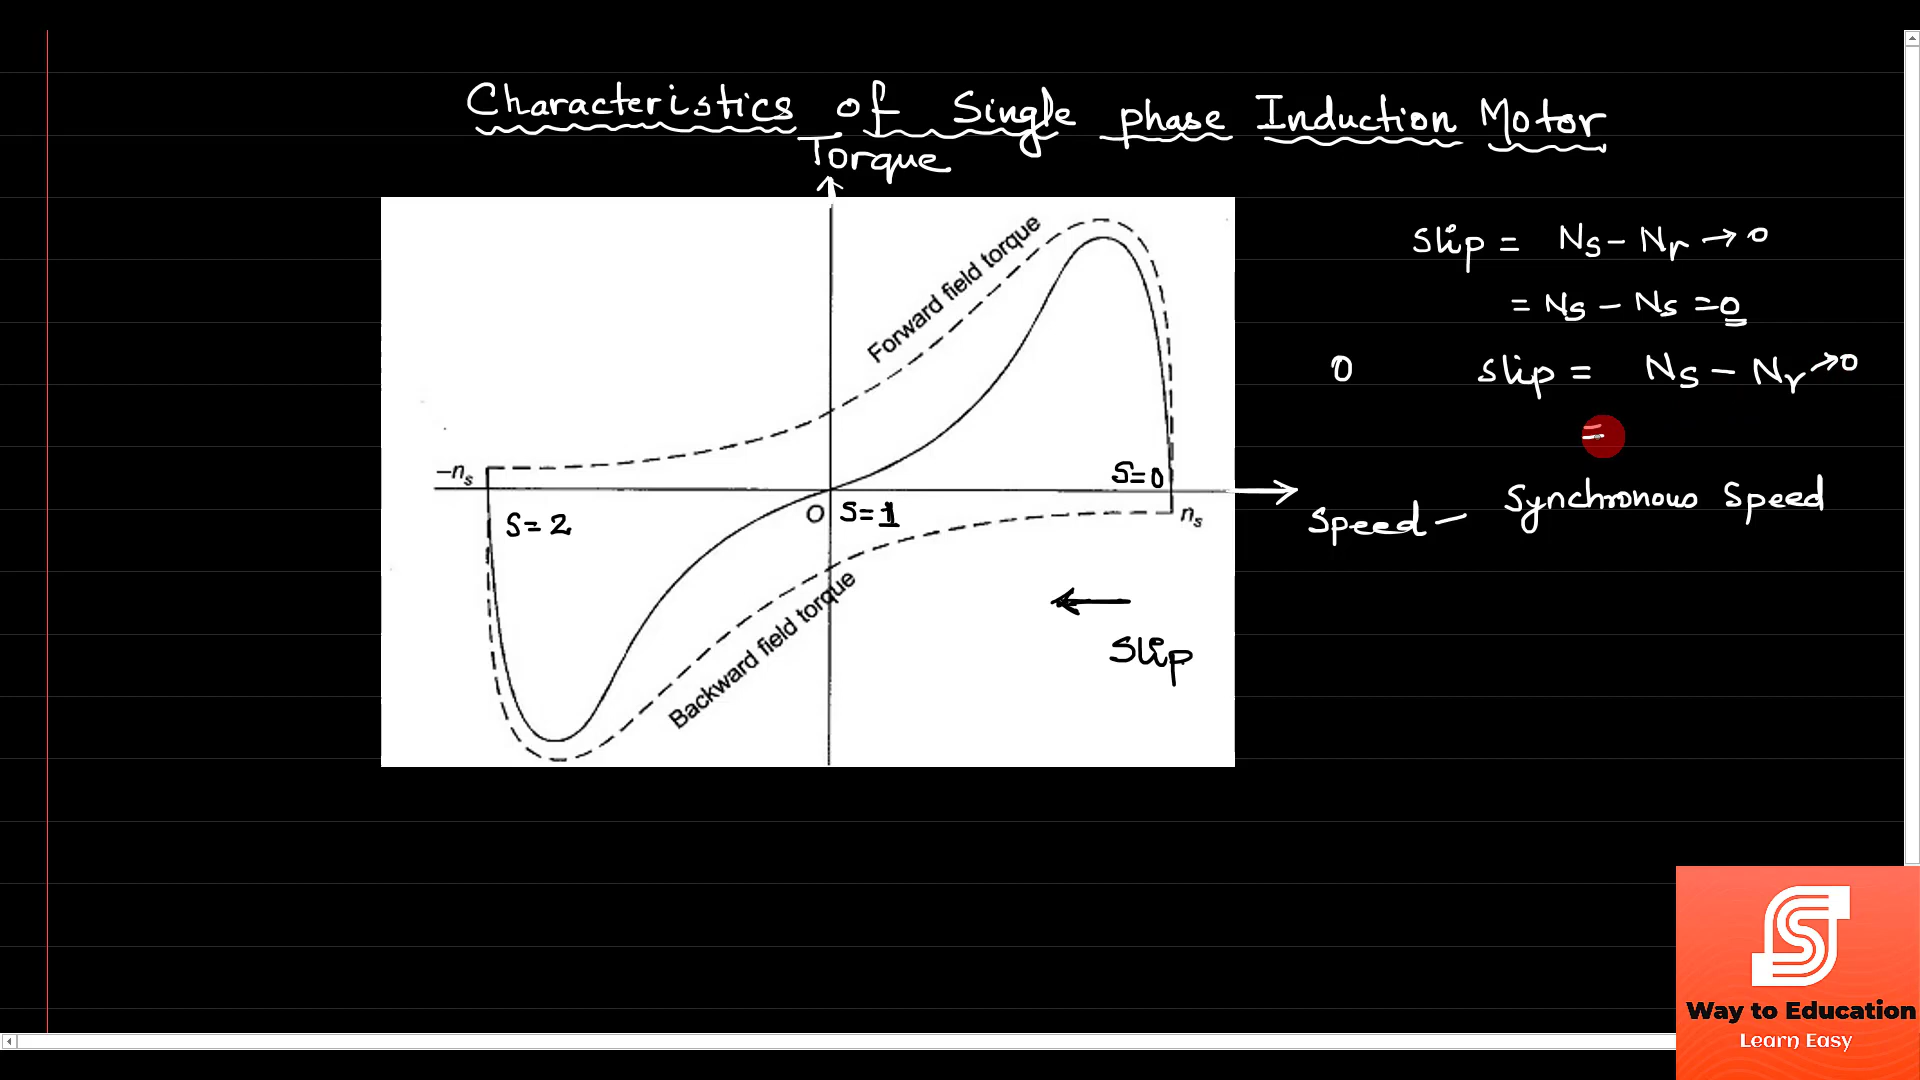 Characteristics of Single phase Induction Motor
Torque
Forward field torque
Slip = Ns - Nr → 0
= Ns - Ns = 0
0 Slip = Ns - Nr → 0
=
-ns
S=0
S=2
O S=1
ns
Speed - Synchronous Speed
Backward field torque
Slip
Way to Education
Learn Easy